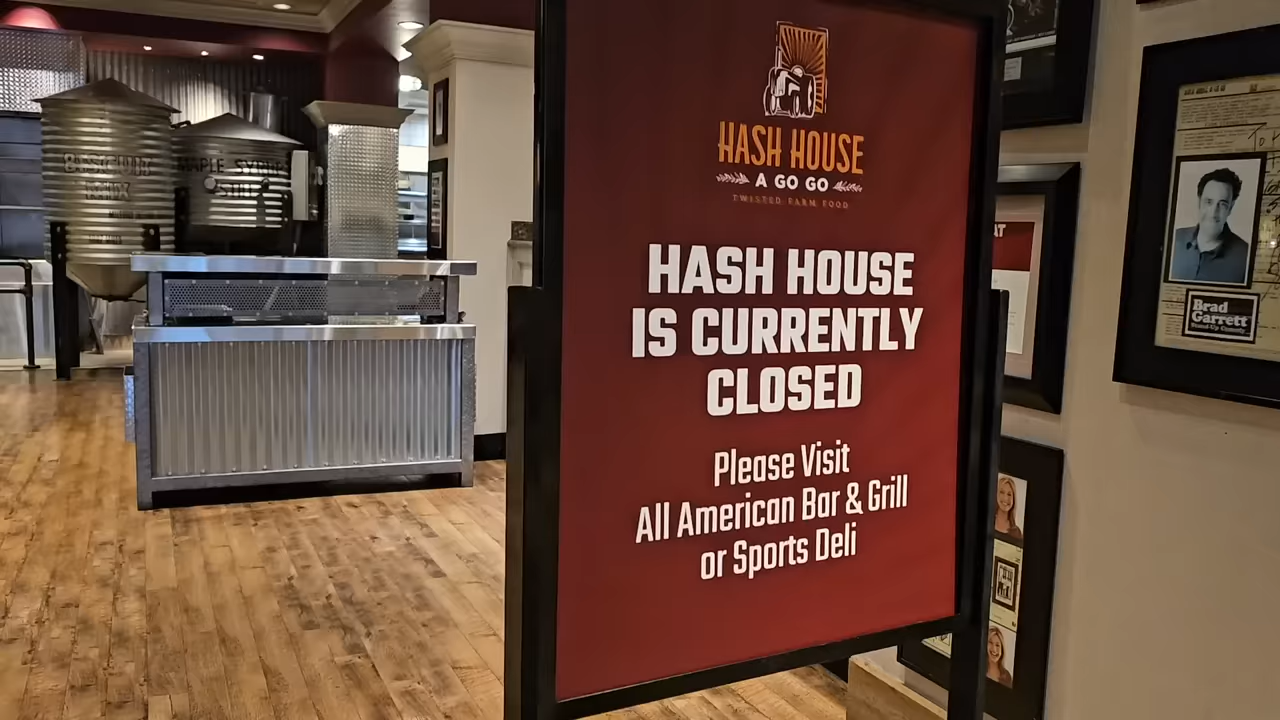 HASH HOUSE
A GO GO
TWISTED FARM FOOD
HASH HOUSE
IS CURRENTLY
CLOSED
Please Visit
All American Bar & Grill
or Sports Deli
MAPLE SYRUP
STILL
Brad
Garrett
Stand-Up Comedy